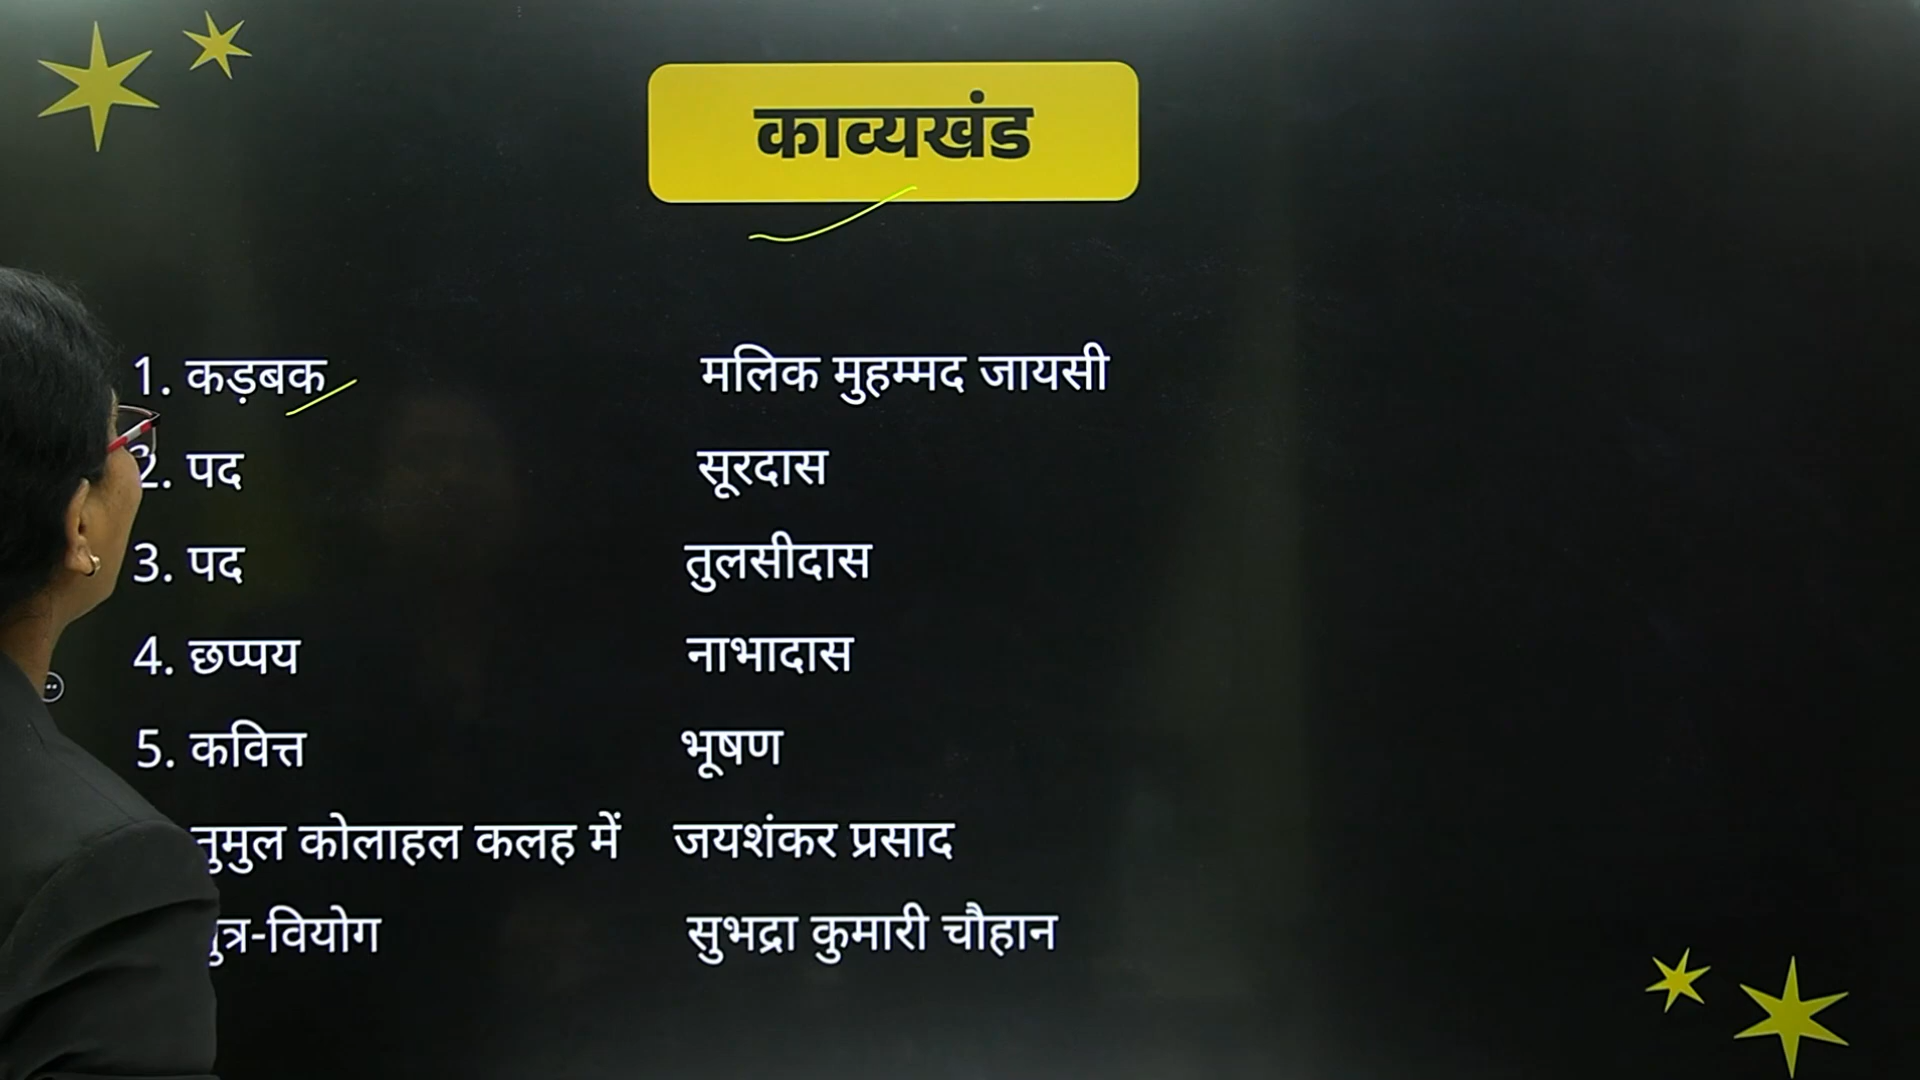 काव्यखंड
1. कड़बक मलिक मुहम्मद जायसी
2. पद सूरदास
3. पद तुलसीदास
4. छप्पय नाभादास
5. कवित्त भूषण
तुमुल कोलाहल कलह में जयशंकर प्रसाद
पुत्र-वियोग सुभद्रा कुमारी चौहान